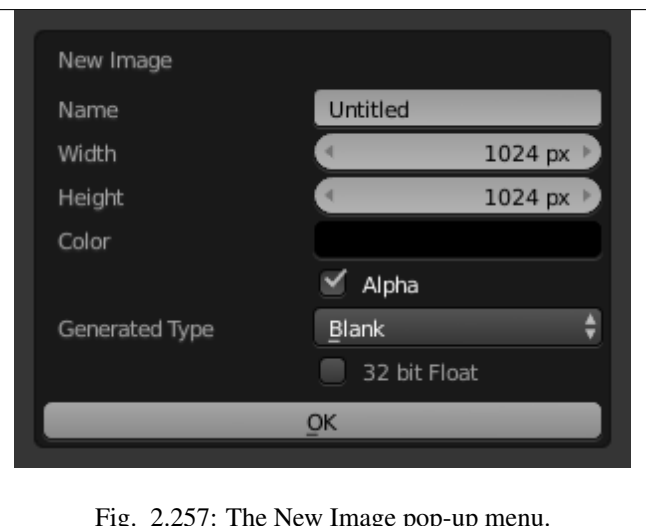 New Image
Name Untitled
Width 1024 px
Height 1024 px
Color
Alpha
Generated Type Blank
32 bit Float
OK
Fig. 2.257: The New Image pop-up menu.